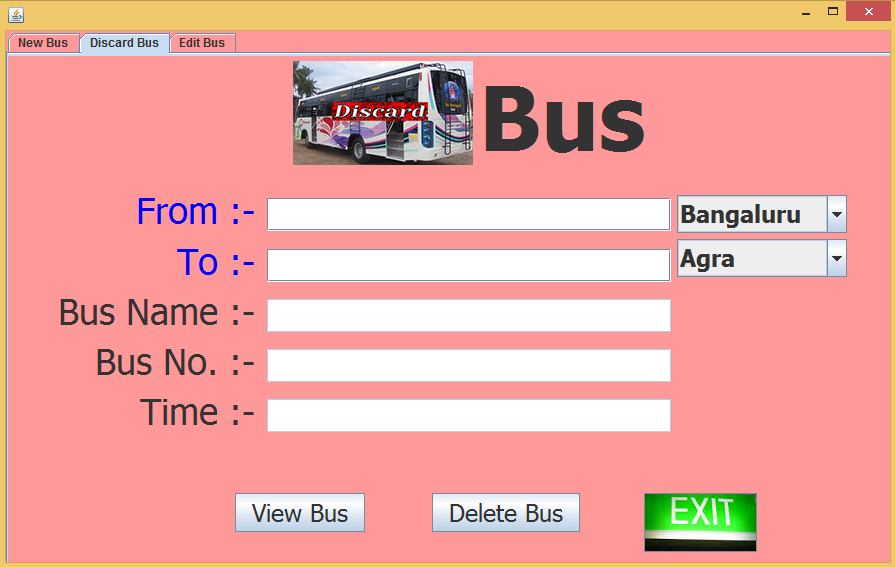 New Bus Discard Bus Edit Bus
Discard Bus
From :- Bangaluru
To :- Agra
Bus Name :-
Bus No. :-
Time :-
View Bus Delete Bus EXIT